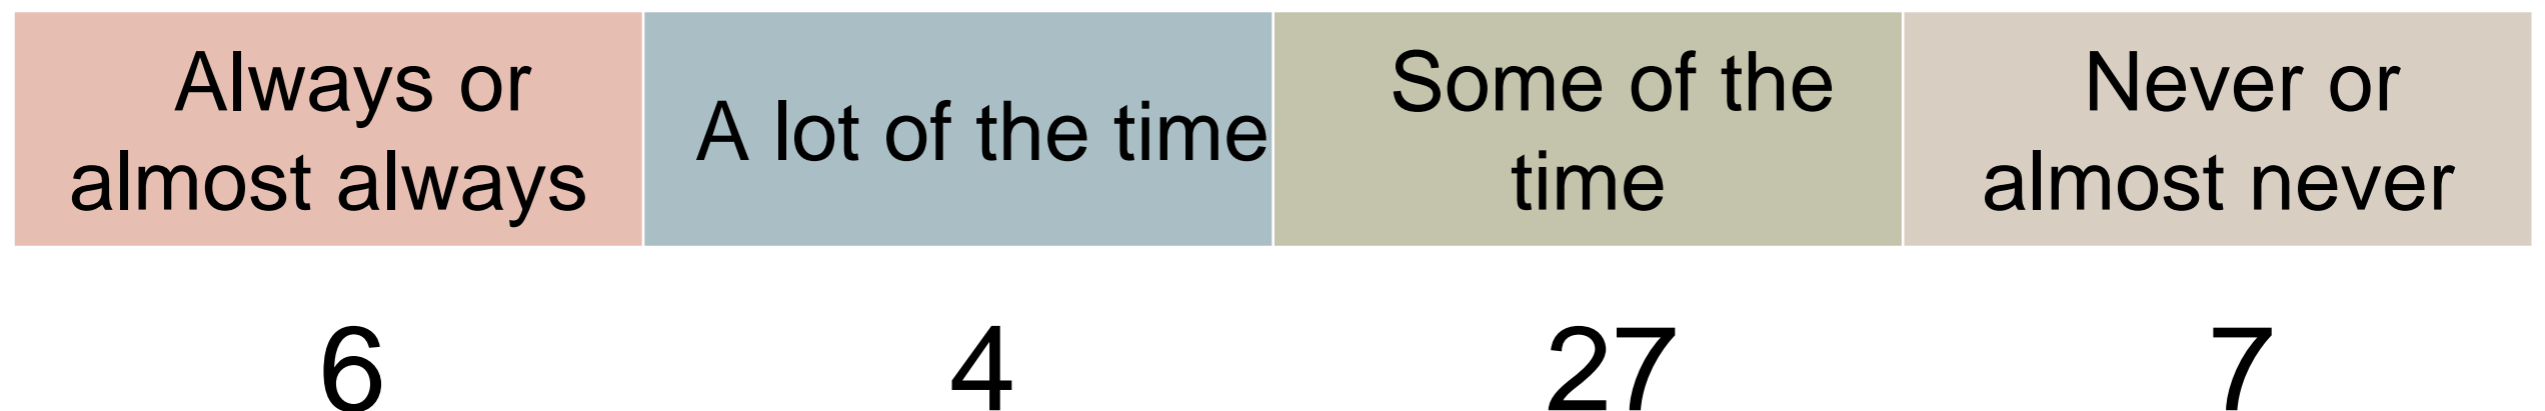 Always or
almost always
A lot of the time
Some of the
time
Never or
almost never
6 4 27 7